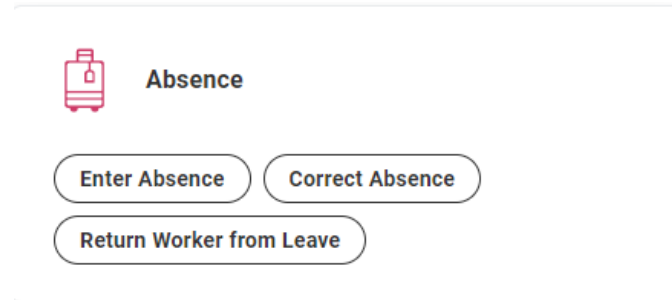 Absence
Enter Absence
Correct Absence
Return Worker from Leave